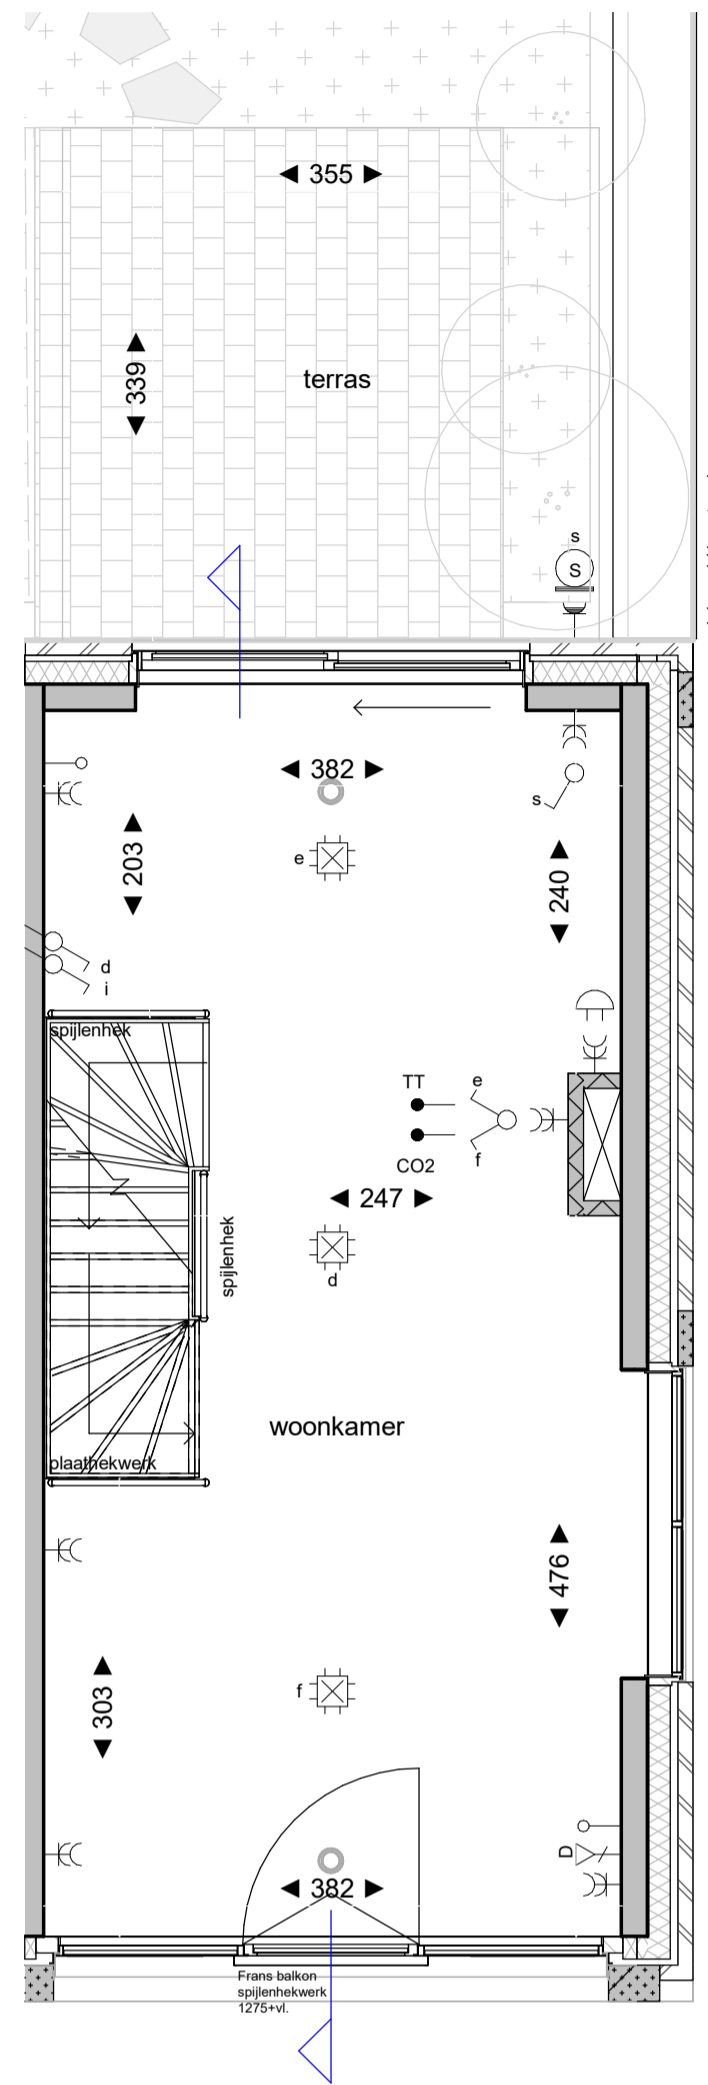 355
339
terras
s
S
382
203
e
240
s
d
i
spijlenhek
TT
e
f
CO2
247
spijlenhek
d
woonkamer
plaathekwerk
476
f
303
D
382
Frans balkon
spijlenhekwerk
1275+vl.